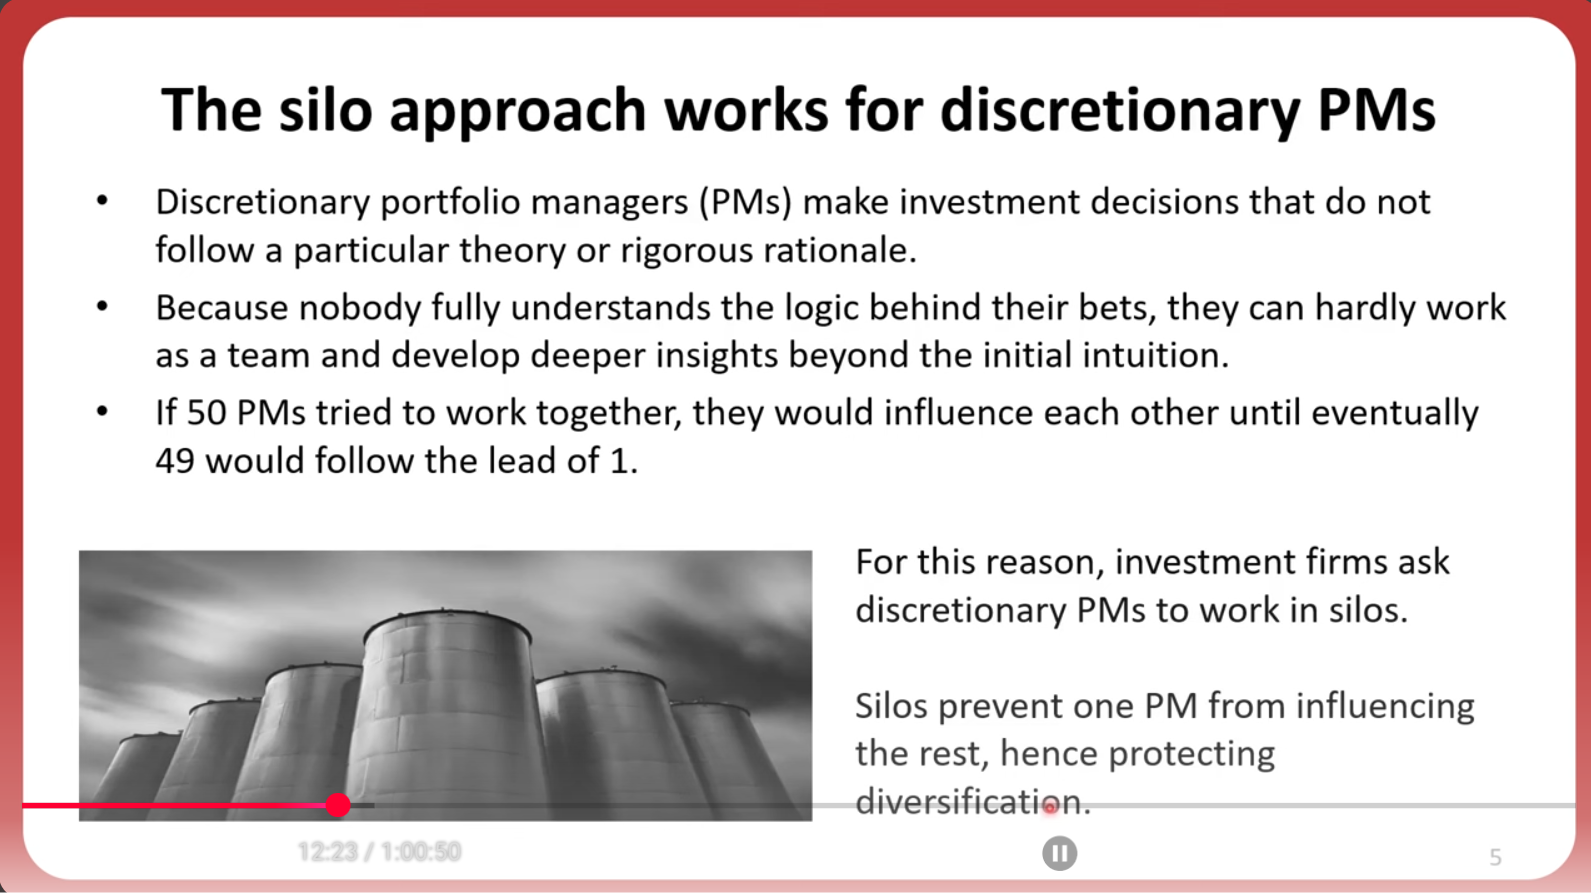 The silo approach works for discretionary PMs
• Discretionary portfolio managers (PMs) make investment decisions that do not
follow a particular theory or rigorous rationale.
• Because nobody fully understands the logic behind their bets, they can hardly work
as a team and develop deeper insights beyond the initial intuition.
• If 50 PMs tried to work together, they would influence each other until eventually
49 would follow the lead of 1.
For this reason, investment firms ask
discretionary PMs to work in silos.
Silos prevent one PM from influencing
the rest, hence protecting
diversification.
12:23 / 1:00:50
5